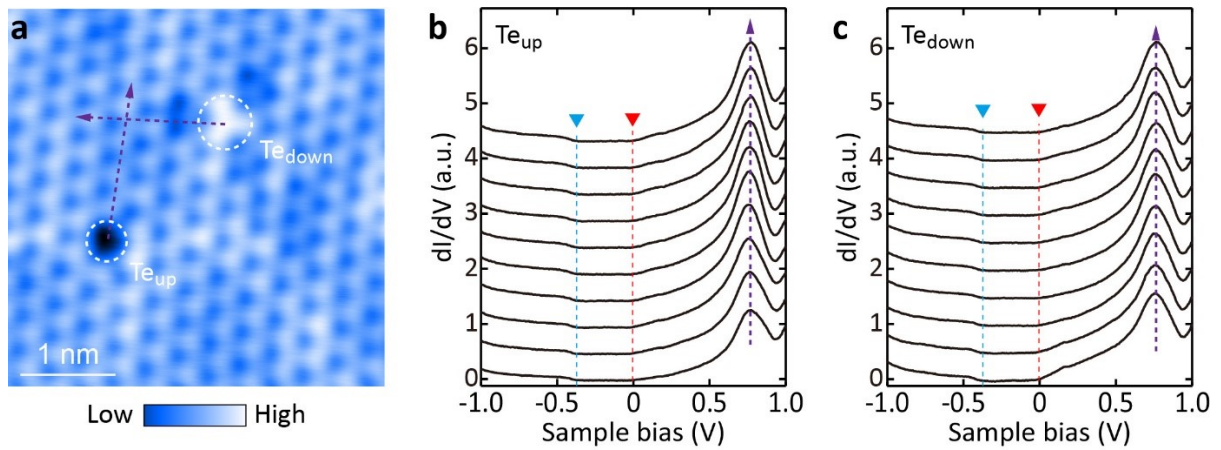 a
Te_down
Te_up
1 nm
Low High
b
Te_up
dI/dV (a.u.)
6
5
4
3
2
1
0
-1.0 -0.5 0 0.5 1.0
Sample bias (V)
c
Te_down
dI/dV (a.u.)
6
5
4
3
2
1
0
-1.0 -0.5 0 0.5 1.0
Sample bias (V)